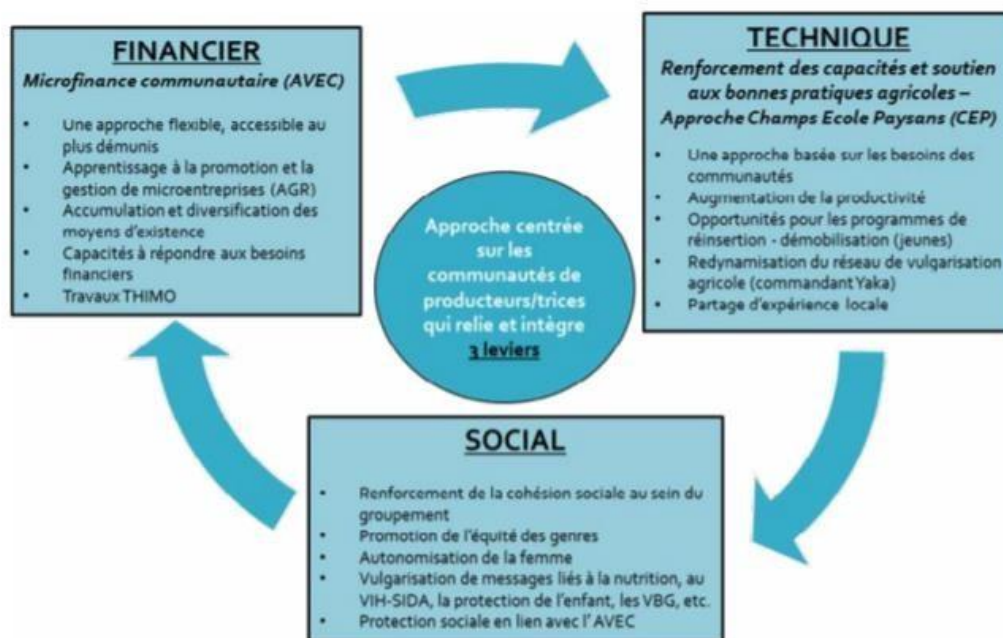 FINANCIER
Microfinance communautaire (AVEC)
• Une approche flexible, accessible au
plus démunis
• Apprentissage à la promotion et la
gestion de microentreprises (AGR)
• Accumulation et diversification des
moyens d'existence
• Capacités à répondre aux besoins
financiers
• Travaux THIMO
TECHNIQUE
Renforcement des capacités et soutien
aux bonnes pratiques agricoles –
Approche Champs Ecole Paysans (CEP)
• Une approche basée sur les besoins des
communautés
• Augmentation de la productivité
• Opportunités pour les programmes de
réinsertion - démobilisation (jeunes)
• Redynamisation du réseau de vulgarisation
agricole (commandant Yaka)
• Partage d'expérience locale
Approche centrée
sur les
communautés de
producteurs/trices
qui relie et intègre
3 leviers
SOCIAL
• Renforcement de la cohésion sociale au sein du
groupement
• Promotion de l'équité des genres
• Autonomisation de la femme
• Vulgarisation de messages liés à la nutrition, au
VIH-SIDA, la protection de l'enfant, les VBG, etc.
• Protection sociale en lien avec l' AVEC